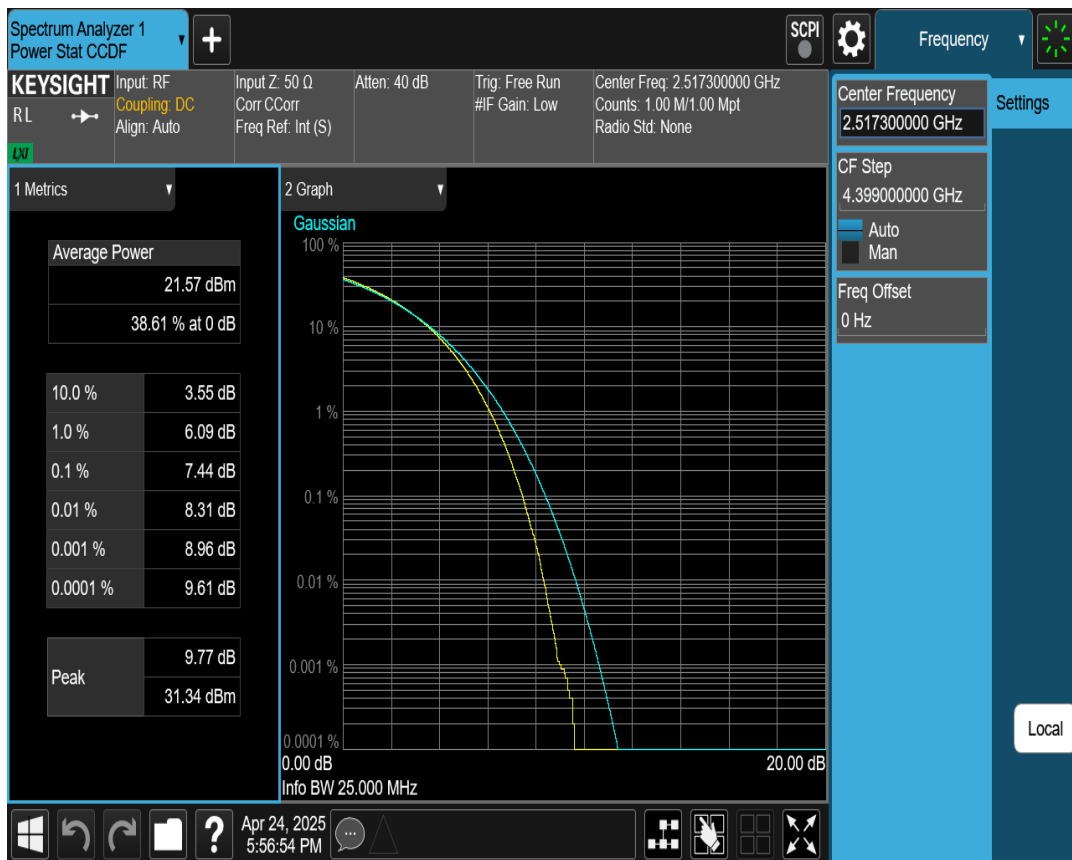 Spectrum Analyzer 1
Power Stat CCDF
SCPI
Frequency
KEYSIGHT
RL
LXI
Input: RF
Coupling: DC
Align: Auto
Input Z: 50 Ω
Corr CCorr
Freq Ref: Int (S)
Atten: 40 dB
Trig: Free Run
#IF Gain: Low
Center Freq: 2.517300000 GHz
Counts: 1.00 M/1.00 Mpt
Radio Std: None
Center Frequency
2.517300000 GHz
Settings
CF Step
4.399000000 GHz
Auto
Man
Freq Offset
0 Hz
Local
1 Metrics
Average Power
21.57 dBm
38.61 % at 0 dB
10.0 % 3.55 dB
1.0 % 6.09 dB
0.1 % 7.44 dB
0.01 % 8.31 dB
0.001 % 8.96 dB
0.0001 % 9.61 dB
Peak
9.77 dB
31.34 dBm
2 Graph
Gaussian
100 %
10 %
1 %
0.1 %
0.01 %
0.001 %
0.0001 %
0.00 dB 20.00 dB
Info BW 25.000 MHz
?
Apr 24, 2025
5:56:54 PM